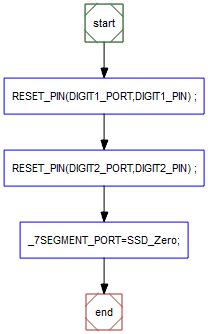 start
RESET_PIN(DIGIT1_PORT,DIGIT1_PIN) ;
RESET_PIN(DIGIT2_PORT,DIGIT2_PIN) ;
_7SEGMENT_PORT=SSD_Zero;
end